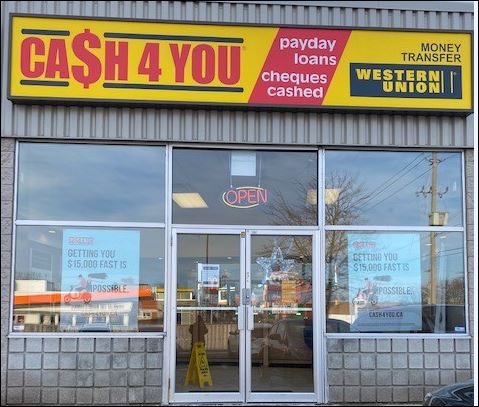 CA$H 4 YOU
payday
loans
cheques
cashed
MONEY
TRANSFER
WESTERN
UNION
OPEN
GETTING YOU
$15,000 FAST IS
POSSIBLE.
GETTING YOU
$15,000 FAST IS
POSSIBLE.
CASH4YOU.CA